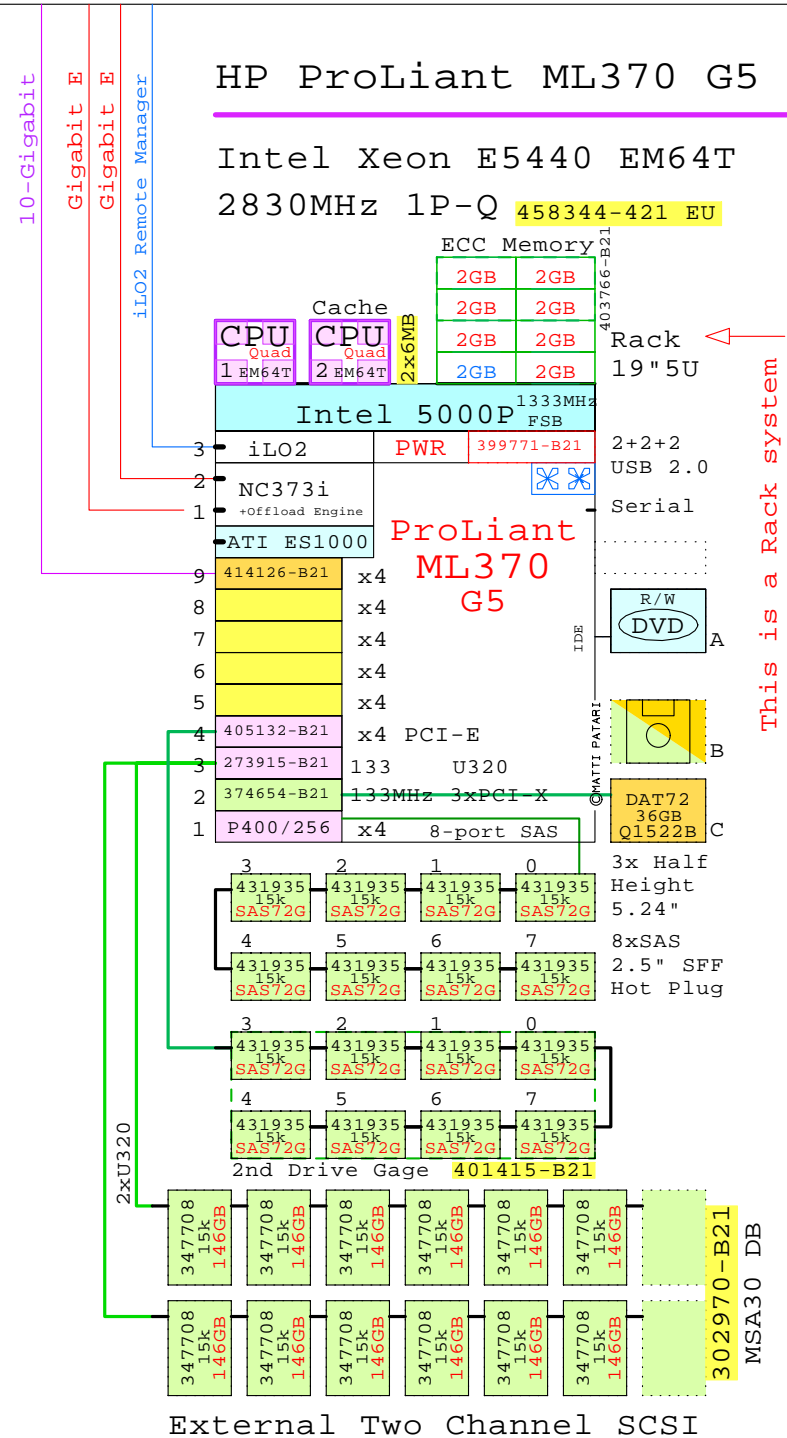 10-Gigabit
Gigabit E
Gigabit E
iLO2 Remote Manager
HP ProLiant ML370 G5
Intel Xeon E5440 EM64T
2830MHz 1P-Q 458344-421 EU
ECC Memory
403766-B21
2GB 2GB
2GB 2GB
2GB 2GB
2GB 2GB
Cache
2x6MB
CPU CPU
Quad Quad
1 EM64T 2 EM64T
Rack
19"5U
This is a Rack system
Intel 5000P 1333MHz
FSB
3 iLO2 PWR 399771-B21
2+2+2
USB 2.0
2 NC373i
1 +Offload Engine
Serial
ATI ES1000
ProLiant
ML370
G5
9 414126-B21 x4
8 x4
7 x4
6 x4
5 x4
4 405132-B21 x4 PCI-E
3 273915-B21 133 U320
2 374654-B21 133MHz 3xPCI-X
1 P400/256 x4 8-port SAS
IDE
R/W
DVD
A
©MATTI PATARI
B
DAT72
36GB
Q1522B C
3x Half
Height
5.24"
3 2 1 0
431935 431935 431935 431935
15k 15k 15k 15k
SAS72G SAS72G SAS72G SAS72G
8xSAS
2.5" SFF
Hot Plug
4 5 6 7
431935 431935 431935 431935
15k 15k 15k 15k
SAS72G SAS72G SAS72G SAS72G
3 2 1 0
431935 431935 431935 431935
15k 15k 15k 15k
SAS72G SAS72G SAS72G SAS72G
4 5 6 7
431935 431935 431935 431935
15k 15k 15k 15k
SAS72G SAS72G SAS72G SAS72G
2nd Drive Gage 401415-B21
2xU320
347708 347708 347708 347708 347708 347708
15k 15k 15k 15k 15k 15k
146GB 146GB 146GB 146GB 146GB 146GB
347708 347708 347708 347708 347708 347708
15k 15k 15k 15k 15k 15k
146GB 146GB 146GB 146GB 146GB 146GB
302970-B21
MSA30 DB
External Two Channel SCSI